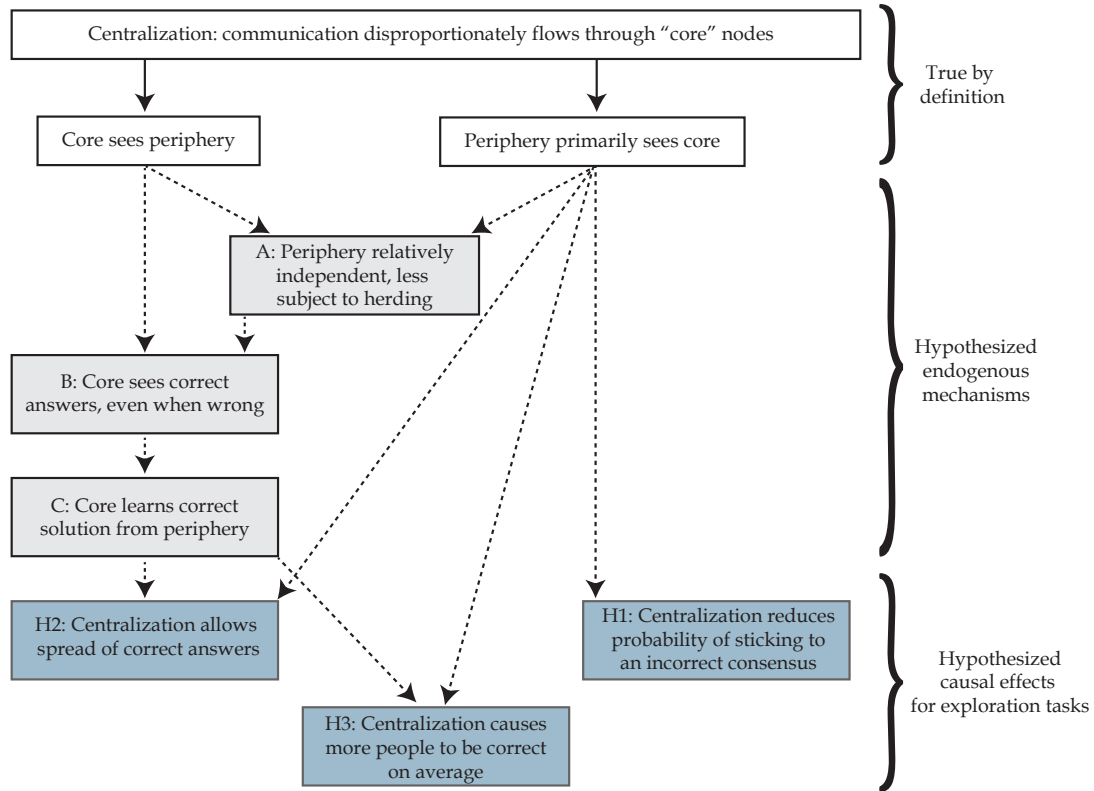 Centralization: communication disproportionately flows through “core” nodes
True by
definition
Core sees periphery
Periphery primarily sees core
A: Periphery relatively
independent, less
subject to herding
Hypothesized
endogenous
mechanisms
B: Core sees correct
answers, even when wrong
C: Core learns correct
solution from periphery
H2: Centralization allows
spread of correct answers
H1: Centralization reduces
probability of sticking to
an incorrect consensus
Hypothesized
causal effects
for exploration tasks
H3: Centralization causes
more people to be correct
on average